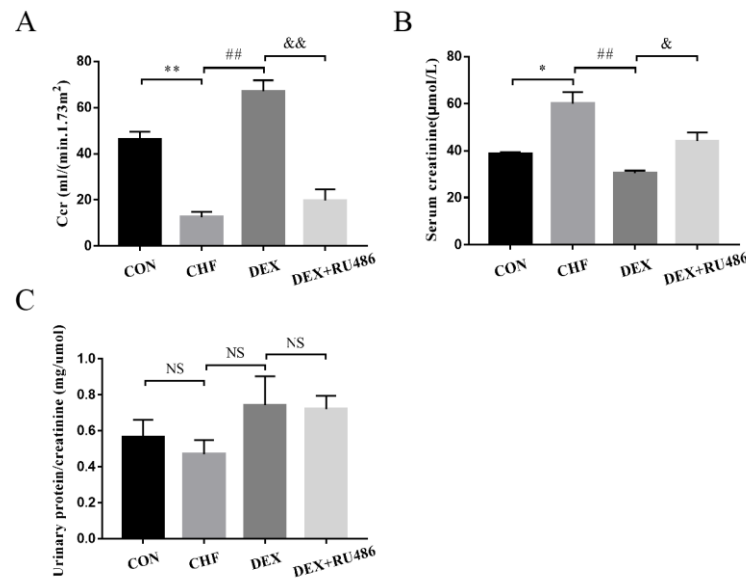 A
Ccr (ml/(min.1.73m²)
80
60
40
20
0
**
##
&&
CON
CHF
DEX
DEX+RU486
B
Serum creatinine(μmol/L)
80
60
40
20
0
*
##
&
CON
CHF
DEX
DEX+RU486
C
Urinary protein/creatinine (mg/umol)
1.0
0.8
0.6
0.4
0.2
0.0
NS
NS
NS
CON
CHF
DEX
DEX+RU486